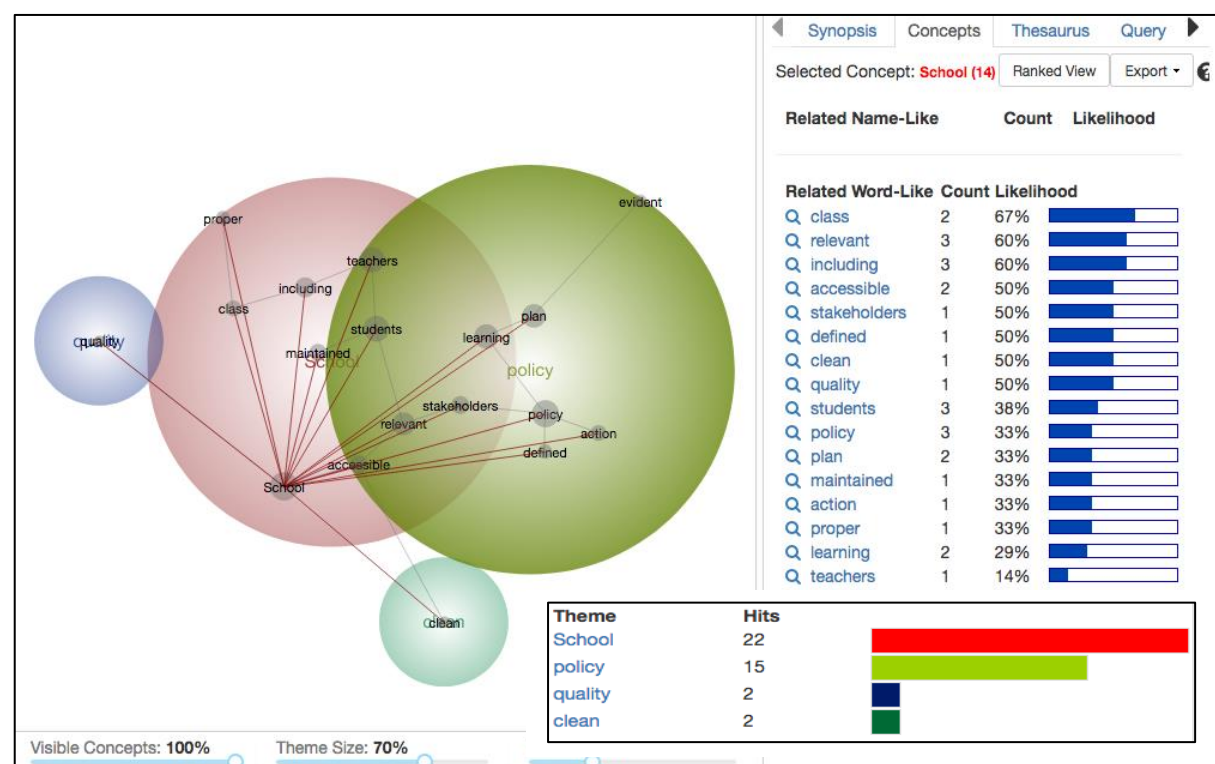 Synopsis Concepts Thesaurus Query
Selected Concept: School (14) Ranked View Export
Related Name-Like Count Likelihood
Related Word-Like Count Likelihood
class 2 67%
relevant 3 60%
including 3 60%
accessible 2 50%
stakeholders 1 50%
defined 1 50%
clean 1 50%
quality 1 50%
students 3 38%
policy 3 33%
plan 2 33%
maintained 1 33%
action 1 33%
proper 1 33%
learning 2 29%
teachers 1 14%
evident
proper
teachers
including
class
plan
students
learning
quality
quality
maintained
School
policy
stakeholders
policy
relevant
action
defined
accessible
School
clean
clean
Theme Hits
School 22
policy 15
quality 2
clean 2
Visible Concepts: 100% Theme Size: 70%